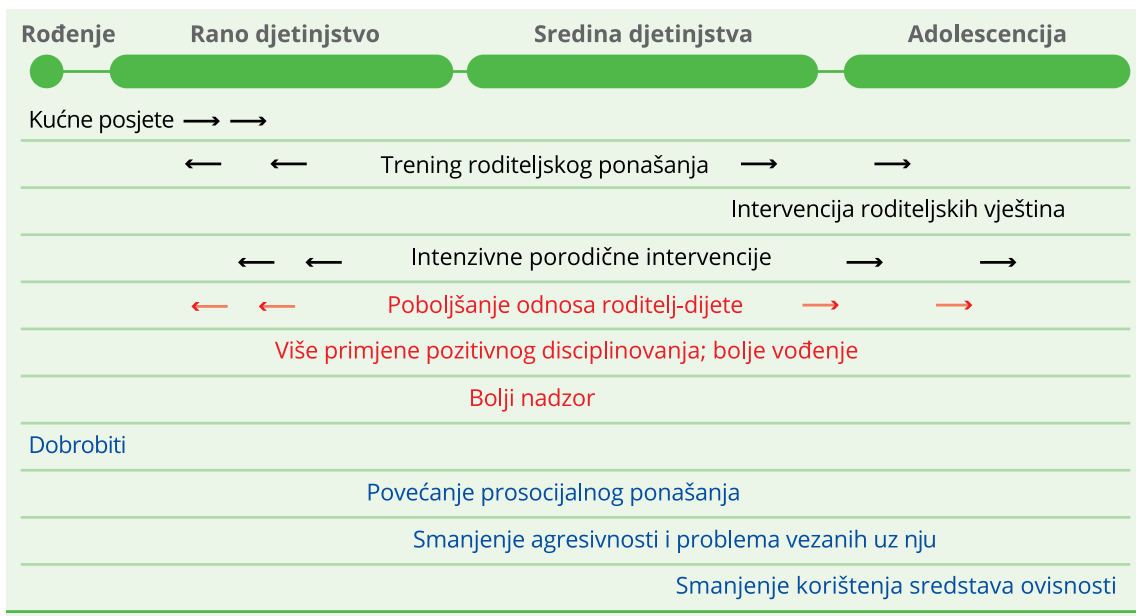 Rođenje Rano djetinjstvo Sredina djetinjstva Adolescencija
Kućne posjete → →
← ← Trening roditeljskog ponašanja → →
Intervencija roditeljskih vještina
← ← Intenzivne porodične intervencije → →
← ← Poboljšanje odnosa roditelj-dijete → →
Više primjene pozitivnog disciplinovanja; bolje vođenje
Bolji nadzor
Dobrobiti
Povećanje prosocijalnog ponašanja
Smanjenje agresivnosti i problema vezanih uz nju
Smanjenje korištenja sredstava ovisnosti